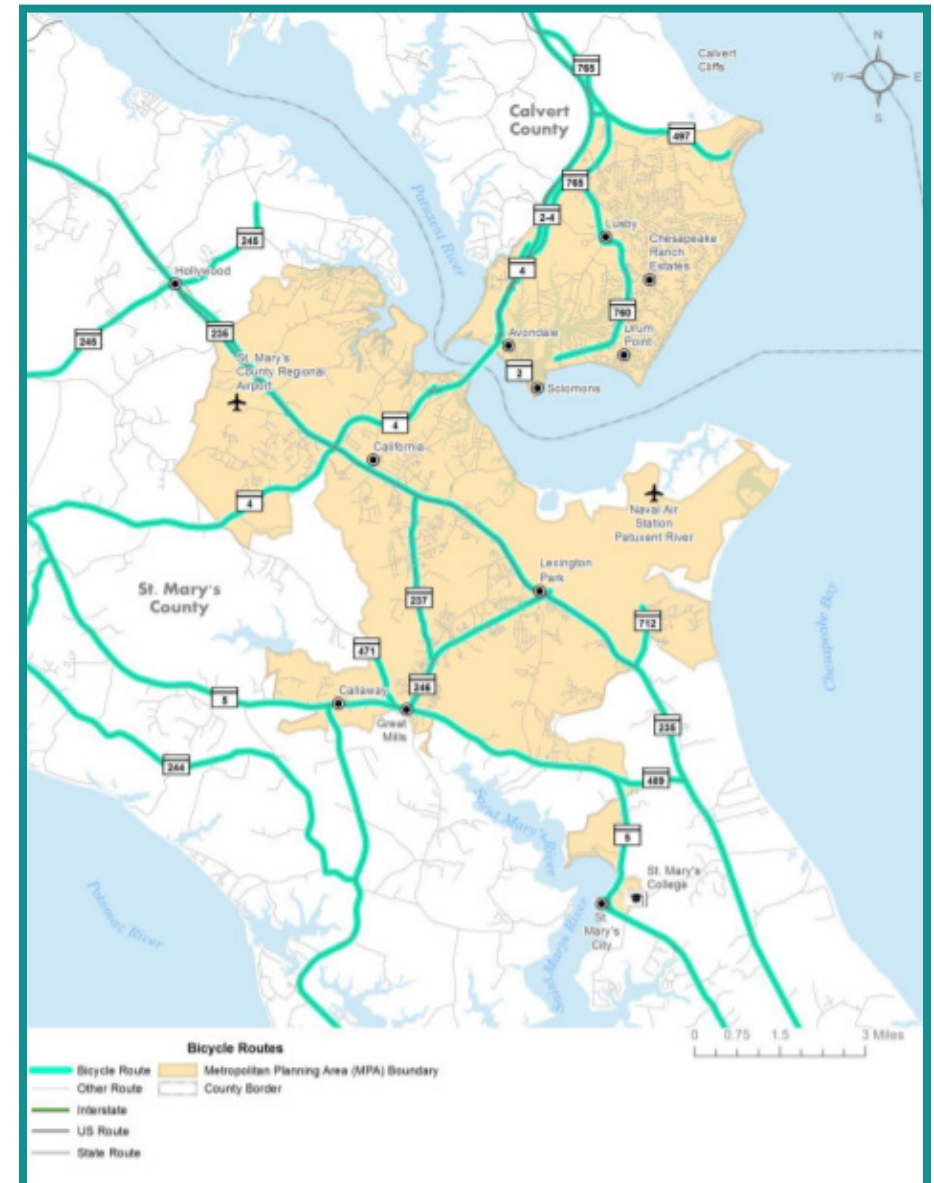 Calvert
Cliffs
N
W
E
S
765
Calvert
County
497
765
Patuxent River
2-4
Lusby
245
Chesapeake
Ranch
Estates
4
Hollywood
760
235
245
Avondale
Drum
Point
St. Mary's
County Regional
Airport
2
Solomons
4
California
4
Naval Air
Station
Patuxent River
Lexington
Park
St. Mary's
County
237
712
Chesapeake Bay
471
246
Callaway
5
Great
Mills
235
244
489
Saint Mary's River
5
St. Mary's
College
Potomac River
Saint Marys River
St.
Mary's
City
0 0.75 1.5 3 Miles
Bicycle Routes
Bicycle Route
Metropolitan Planning Area (MPA) Boundary
Other Route
County Border
Interstate
US Route
State Route